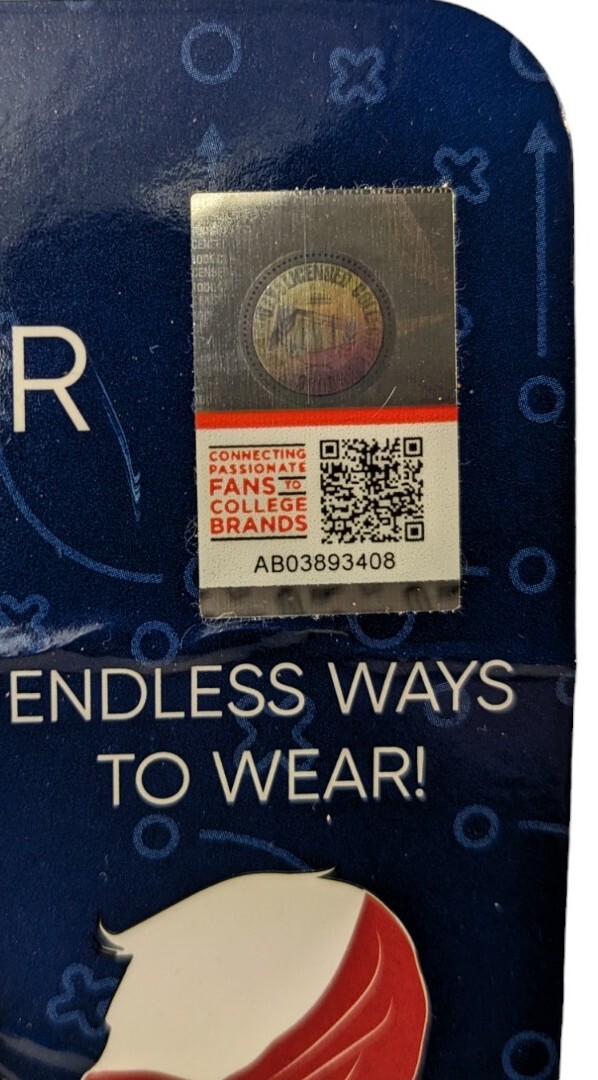 R
CONNECTING
PASSIONATE
FANS TO
COLLEGE
BRANDS
AB03893408
ENDLESS WAYS
TO WEAR!